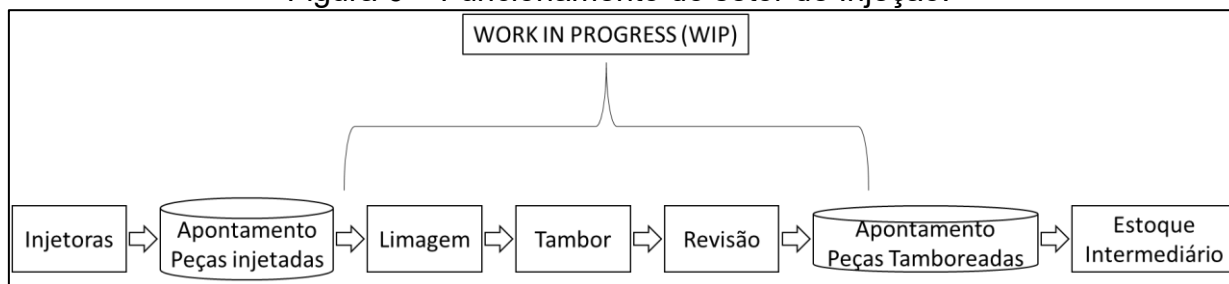 WORK IN PROGRESS (WIP)
Injetoras
Apontamento
Peças injetadas
Limagem
Tambor
Revisão
Apontamento
Peças Tamboreadas
Estoque
Intermediário